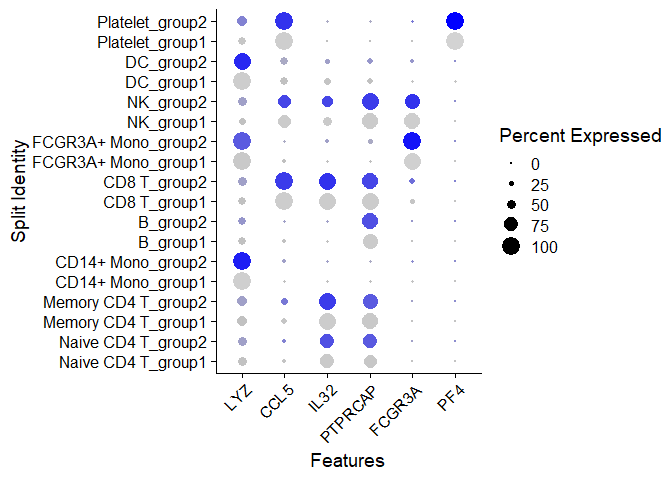 Split Identity
Platelet_group2
Platelet_group1
DC_group2
DC_group1
NK_group2
NK_group1
FCGR3A+ Mono_group2
FCGR3A+ Mono_group1
CD8 T_group2
CD8 T_group1
B_group2
B_group1
CD14+ Mono_group2
CD14+ Mono_group1
Memory CD4 T_group2
Memory CD4 T_group1
Naive CD4 T_group2
Naive CD4 T_group1
LYZ
CCL5
IL32
PTPRCAP
FCGR3A
PF4
Features
Percent Expressed
0
25
50
75
100